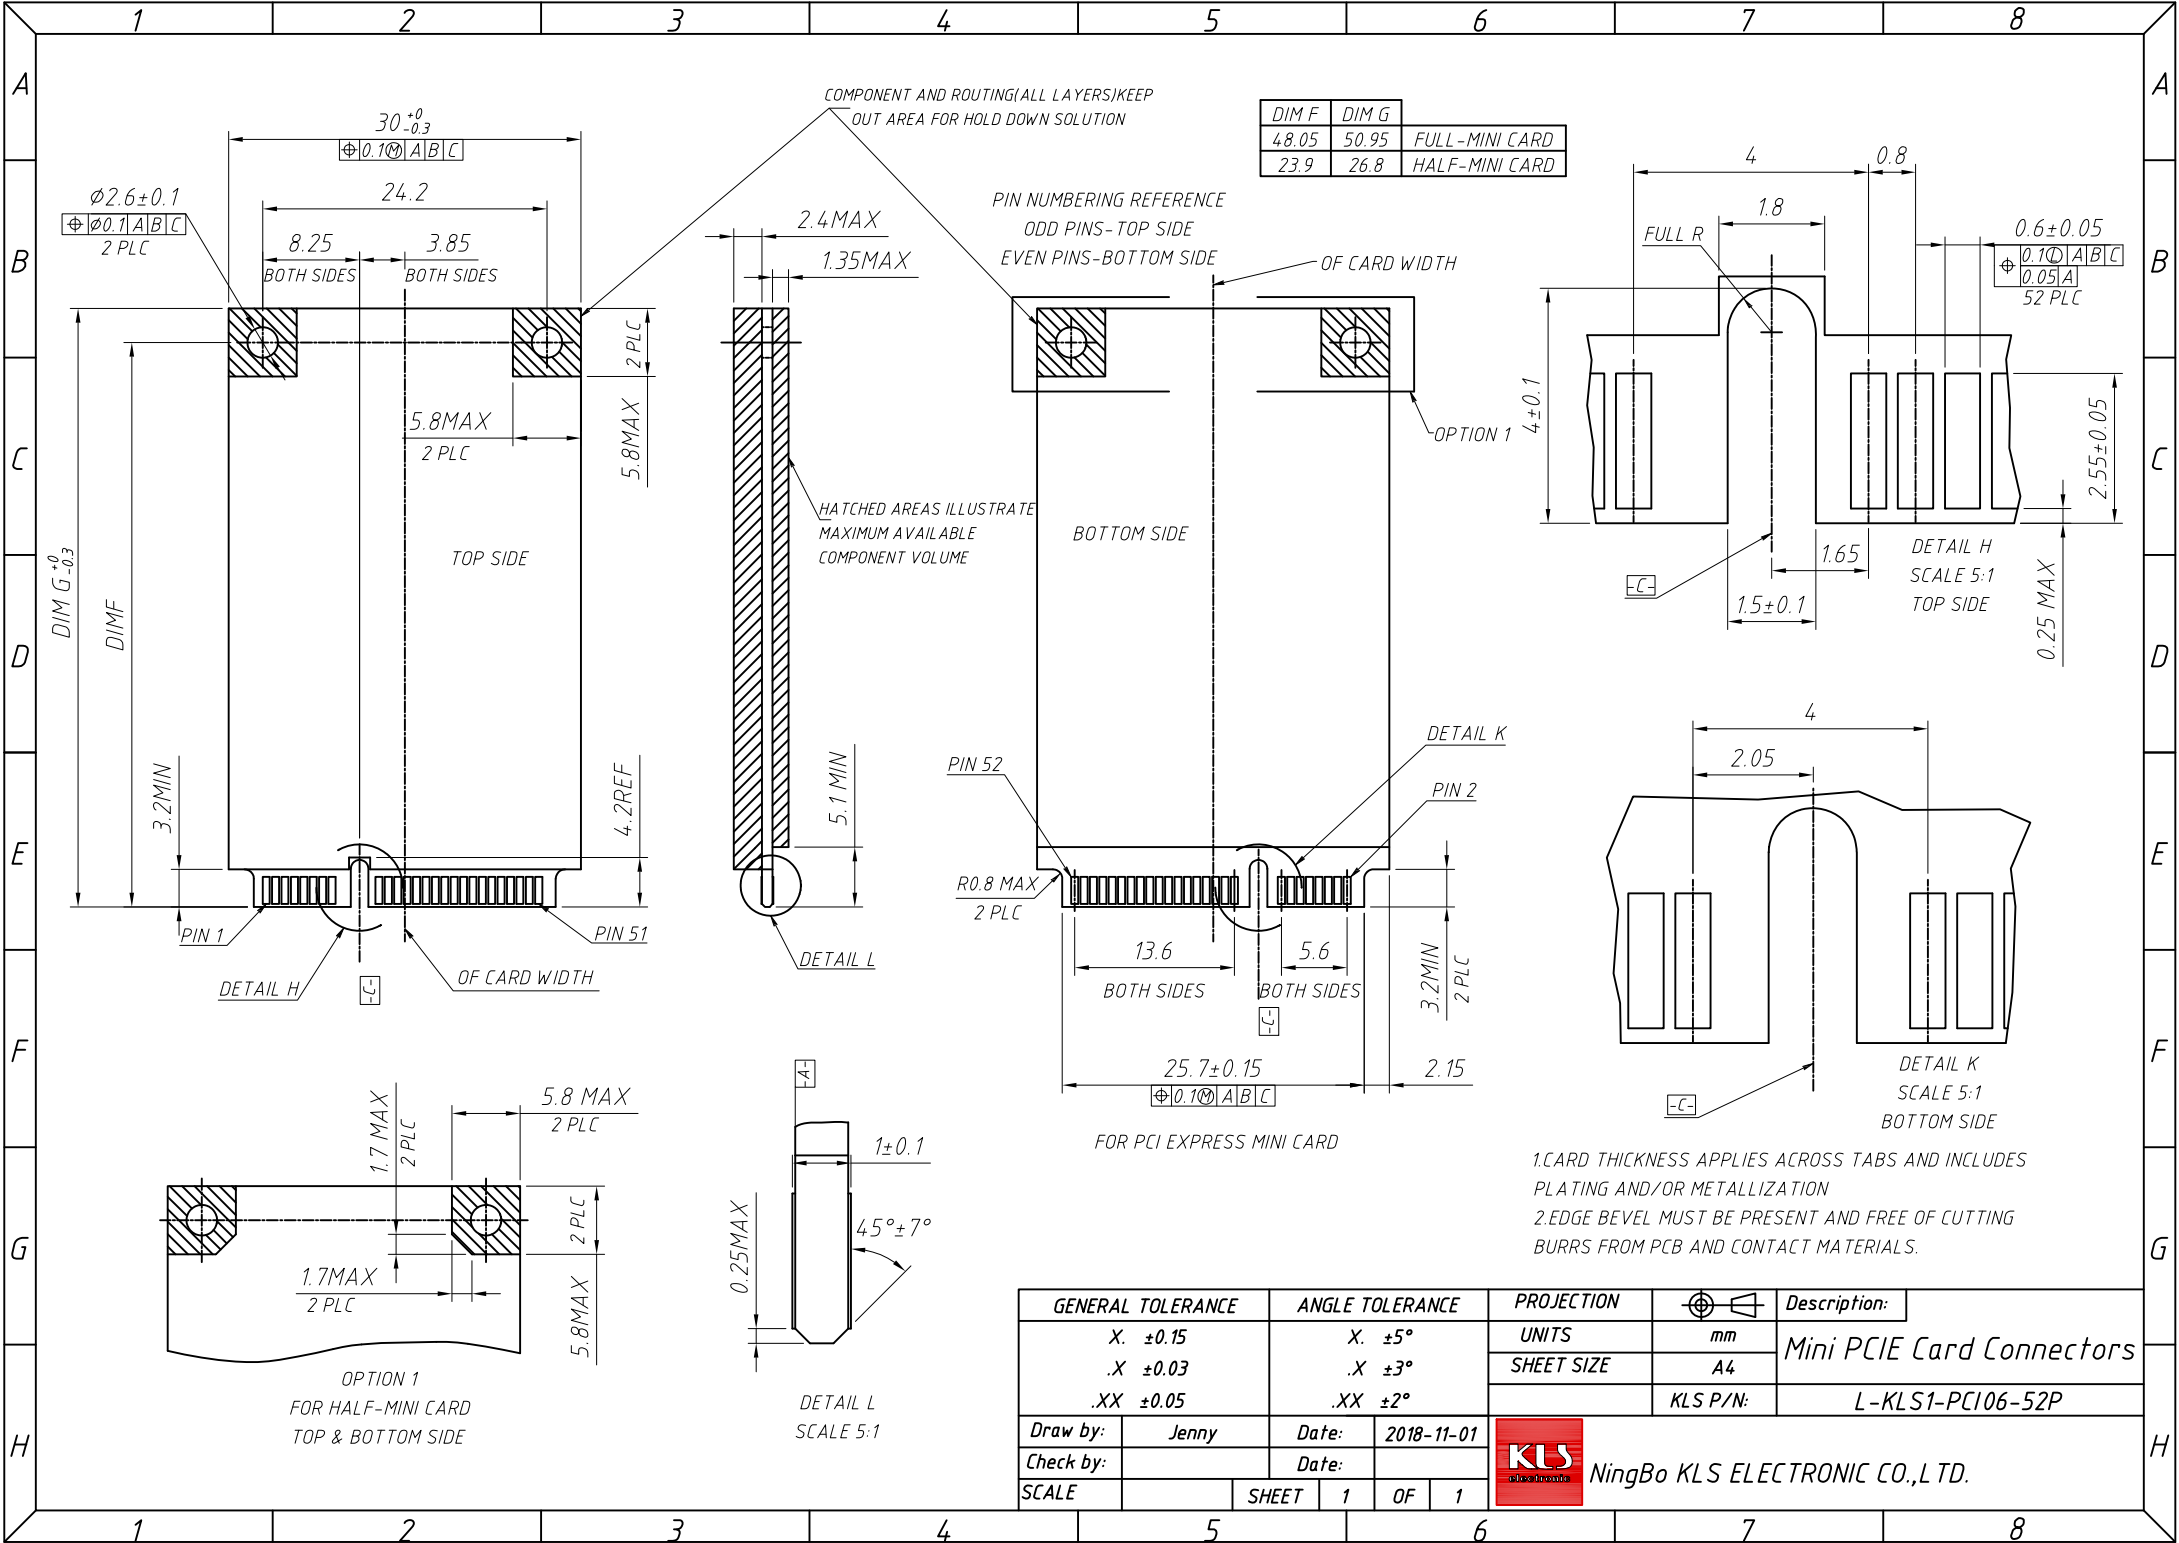 1 2 3 4 5 6 7 8
A A
B B
C C
D D
E E
F F
G G
H H
COMPONENT AND ROUTING(ALL LAYERS)KEEP
OUT AREA FOR HOLD DOWN SOLUTION
30 +0 -0.3
⌖ 0.1Ⓜ A B C
24.2
Φ2.6±0.1
⌖ Φ0.1 A B C
2 PLC
8.25
BOTH SIDES
3.85
BOTH SIDES
2 PLC
5.8MAX
5.8MAX
2 PLC
DIM G +0 -0.3
DIMF
TOP SIDE
3.2MIN
4.2REF
PIN 1
PIN 51
DETAIL H
-C-
OF CARD WIDTH
2.4MAX
1.35MAX
HATCHED AREAS ILLUSTRATE
MAXIMUM AVAILABLE
COMPONENT VOLUME
5.1 MIN
DETAIL L
DIM F DIM G
48.05 50.95 FULL-MINI CARD
23.9 26.8 HALF-MINI CARD
PIN NUMBERING REFERENCE
ODD PINS-TOP SIDE
EVEN PINS-BOTTOM SIDE
OF CARD WIDTH
OPTION 1
BOTTOM SIDE
DETAIL K
PIN 52
PIN 2
R0.8 MAX
2 PLC
13.6
BOTH SIDES
5.6
BOTH SIDES
-C-
3.2MIN
2 PLC
25.7±0.15
⌖ 0.1Ⓜ A B C
2.15
FOR PCI EXPRESS MINI CARD
4
0.8
1.8
FULL R
0.6±0.05
⌖ 0.1Ⓛ A B C
0.05 A
52 PLC
4±0.1
2.55±0.05
1.65
-C-
1.5±0.1
0.25 MAX
DETAIL H
SCALE 5:1
TOP SIDE
4
2.05
-C-
DETAIL K
SCALE 5:1
BOTTOM SIDE
1.7 MAX
2 PLC
5.8 MAX
2 PLC
2 PLC
5.8MAX
1.7MAX
2 PLC
OPTION 1
FOR HALF-MINI CARD
TOP & BOTTOM SIDE
-A-
1±0.1
0.25MAX
45°±7°
DETAIL L
SCALE 5:1
1.CARD THICKNESS APPLIES ACROSS TABS AND INCLUDES
PLATING AND/OR METALLIZATION
2.EDGE BEVEL MUST BE PRESENT AND FREE OF CUTTING
BURRS FROM PCB AND CONTACT MATERIALS.
GENERAL TOLERANCE ANGLE TOLERANCE PROJECTION Description:
X. ±0.15 X. ±5° UNITS mm
Mini PCIE Card Connectors
.X ±0.03 .X ±3° SHEET SIZE A4
.XX ±0.05 .XX ±2° KLS P/N: L-KLS1-PCI06-52P
Draw by: Jenny Date: 2018-11-01
Check by: Date:
SCALE SHEET 1 OF 1
KLS
electronic
NingBo KLS ELECTRONIC CO.,LTD.
1 2 3 4 5 6 7 8